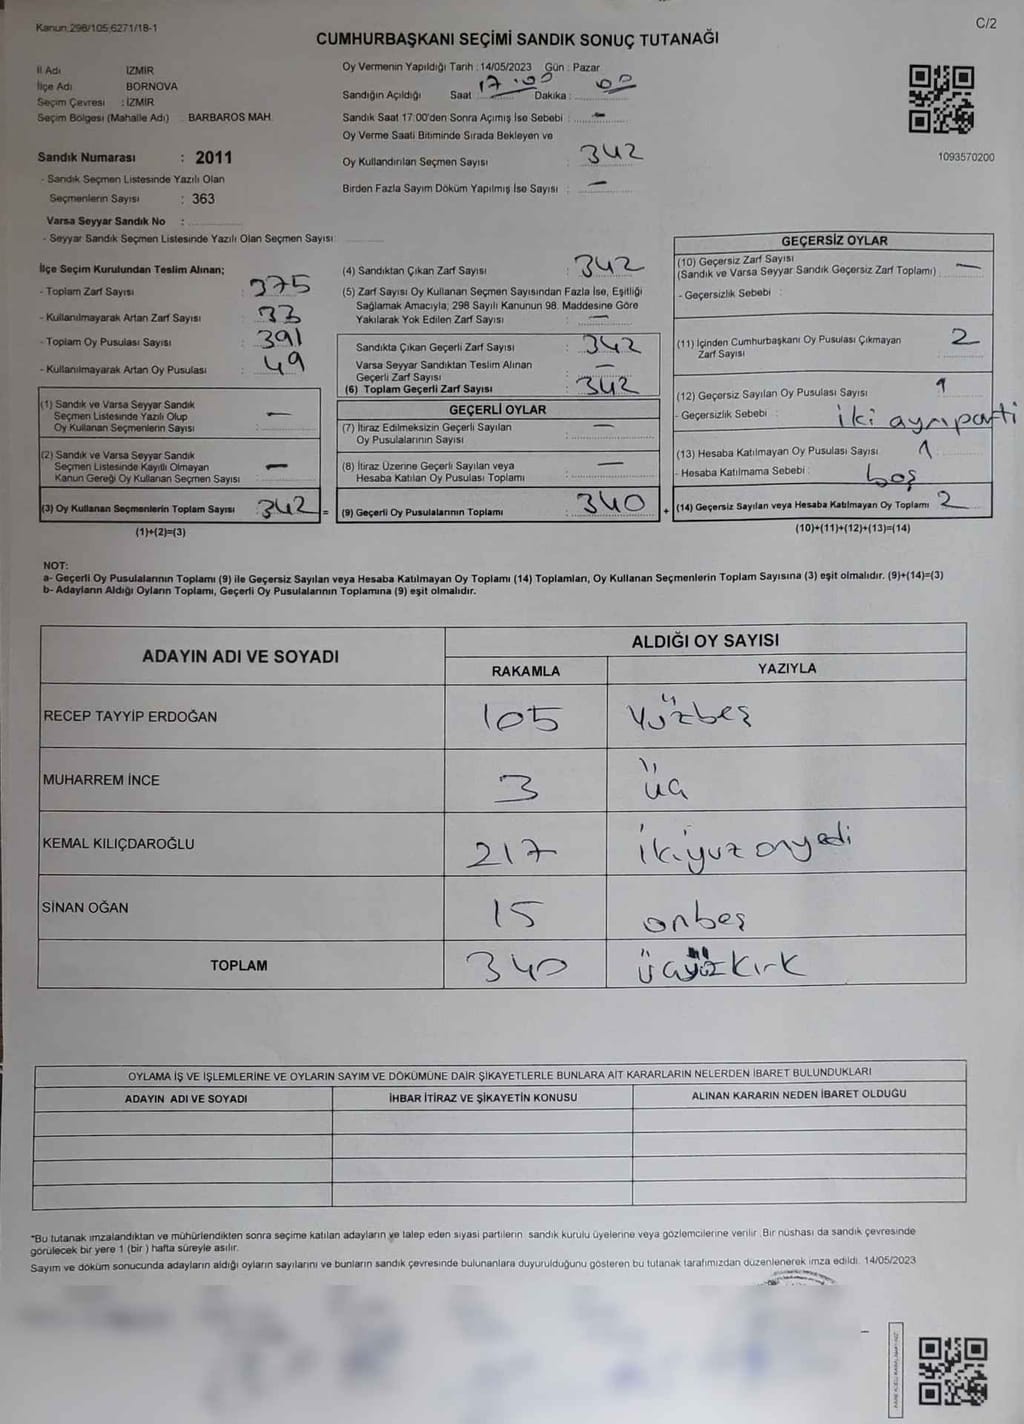 Kanun:298/105;6271/18-1
C/2
CUMHURBAŞKANI SEÇİMİ SANDIK SONUÇ TUTANAĞI
İl Adı : İZMİR
İlçe Adı : BORNOVA
Seçim Çevresi : İZMİR
Seçim Bölgesi (Mahalle Adı) BARBAROS MAH.
Sandık Numarası : 2011
- Sandık Seçmen Listesinde Yazılı Olan
Seçmenlerin Sayısı : 363
Varsa Seyyar Sandık No :
- Seyyar Sandık Seçmen Listesinde Yazılı Olan Seçmen Sayısı:
Oy Vermenin Yapıldığı Tarih : 14/05/2023 Gün : Pazar
Sandığın Açıldığı Saat 17:00 Dakika : 00
Sandık Saat 17:00'den Sonra Açımış İse Sebebi : —
Oy Verme Saati Bitiminde Sırada Bekleyen ve
Oy Kullandırılan Seçmen Sayısı : 342
Birden Fazla Sayım Döküm Yapılmış İse Sayısı : —
1093570200
İlçe Seçim Kurulundan Teslim Alınan;
- Toplam Zarf Sayısı : 375
- Kullanılmayarak Artan Zarf Sayısı : 33
- Toplam Oy Pusulası Sayısı : 391
- Kullanılmayarak Artan Oy Pusulası : 49
(1) Sandık ve Varsa Seyyar Sandık
Seçmen Listesinde Yazılı Olup
Oy Kullanan Seçmenlerin Sayısı : —
(2) Sandık ve Varsa Seyyar Sandık
Seçmen Listesinde Kayıtlı Olmayan
Kanun Gereği Oy Kullanan Seçmen Sayısı : —
(3) Oy Kullanan Seçmenlerin Toplam Sayısı : 342 =
(1)+(2)=(3)
(4) Sandıktan Çıkan Zarf Sayısı : 342
(5) Zarf Sayısı Oy Kullanan Seçmen Sayısından Fazla İse, Eşitliği
Sağlamak Amacıyla; 298 Sayılı Kanunun 98. Maddesine Göre
Yakılarak Yok Edilen Zarf Sayısı : —
Sandıkta Çıkan Geçerli Zarf Sayısı : 342
Varsa Seyyar Sandıktan Teslim Alınan
Geçerli Zarf Sayısı : —
(6) Toplam Geçerli Zarf Sayısı : 342
GEÇERLİ OYLAR
(7) İtiraz Edilmeksizin Geçerli Sayılan
Oy Pusulalarının Sayısı : —
(8) İtiraz Üzerine Geçerli Sayılan veya
Hesaba Katılan Oy Pusulası Toplamı : —
(9) Geçerli Oy Pusulalarının Toplamı : 340 +
GEÇERSİZ OYLAR
(10) Geçersiz Zarf Sayısı
(Sandık ve Varsa Seyyar Sandık Geçersiz Zarf Toplamı) : —
- Geçersizlik Sebebi :
(11) İçinden Cumhurbaşkanı Oy Pusulası Çıkmayan
Zarf Sayısı : 2
(12) Geçersiz Sayılan Oy Pusulası Sayısı : 1
- Geçersizlik Sebebi : iki ayrı parti
(13) Hesaba Katılmayan Oy Pusulası Sayısı : 1
- Hesaba Katılmama Sebebi : boş
(14) Geçersiz Sayılan veya Hesaba Katılmayan Oy Toplamı : 2
(10)+(11)+(12)+(13)=(14)
NOT:
a- Geçerli Oy Pusulalarının Toplamı (9) ile Geçersiz Sayılan veya Hesaba Katılmayan Oy Toplamı (14) Toplamları, Oy Kullanan Seçmenlerin Toplam Sayısına (3) eşit olmalıdır. (9)+(14)=(3)
b- Adayların Aldığı Oyların Toplamı, Geçerli Oy Pusulalarının Toplamına (9) eşit olmalıdır.
ADAYIN ADI VE SOYADI
ALDIĞI OY SAYISI
RAKAMLA YAZIYLA
RECEP TAYYİP ERDOĞAN 105 Yüzbeş
MUHARREM İNCE 3 üç
KEMAL KILIÇDAROĞLU 217 ikiyüz onyedi
SİNAN OĞAN 15 onbeş
TOPLAM 340 üçyüzkırk
OYLAMA İŞ VE İŞLEMLERİNE VE OYLARIN SAYIM VE DÖKÜMÜNE DAİR ŞİKAYETLERLE BUNLARA AİT KARARLARIN NELERDEN İBARET BULUNDUKLARI
ADAYIN ADI VE SOYADI İHBAR İTİRAZ VE ŞİKAYETİN KONUSU ALINAN KARARIN NEDEN İBARET OLDUĞU
*Bu tutanak imzalandıktan ve mühürlendikten sonra seçime katılan adayların ve talep eden siyasi partilerin sandık kurulu üyelerine veya gözlemcilerine verilir. Bir nüshası da sandık çevresinde
görülecek bir yere 1 (bir ) hafta süreyle asılır.
Sayım ve döküm sonucunda adayların aldığı oyların sayılarını ve bunların sandık çevresinde bulunanlara duyurulduğunu gösteren bu tutanak tarafımızdan düzenlenerek imza edildi. 14/05/2023